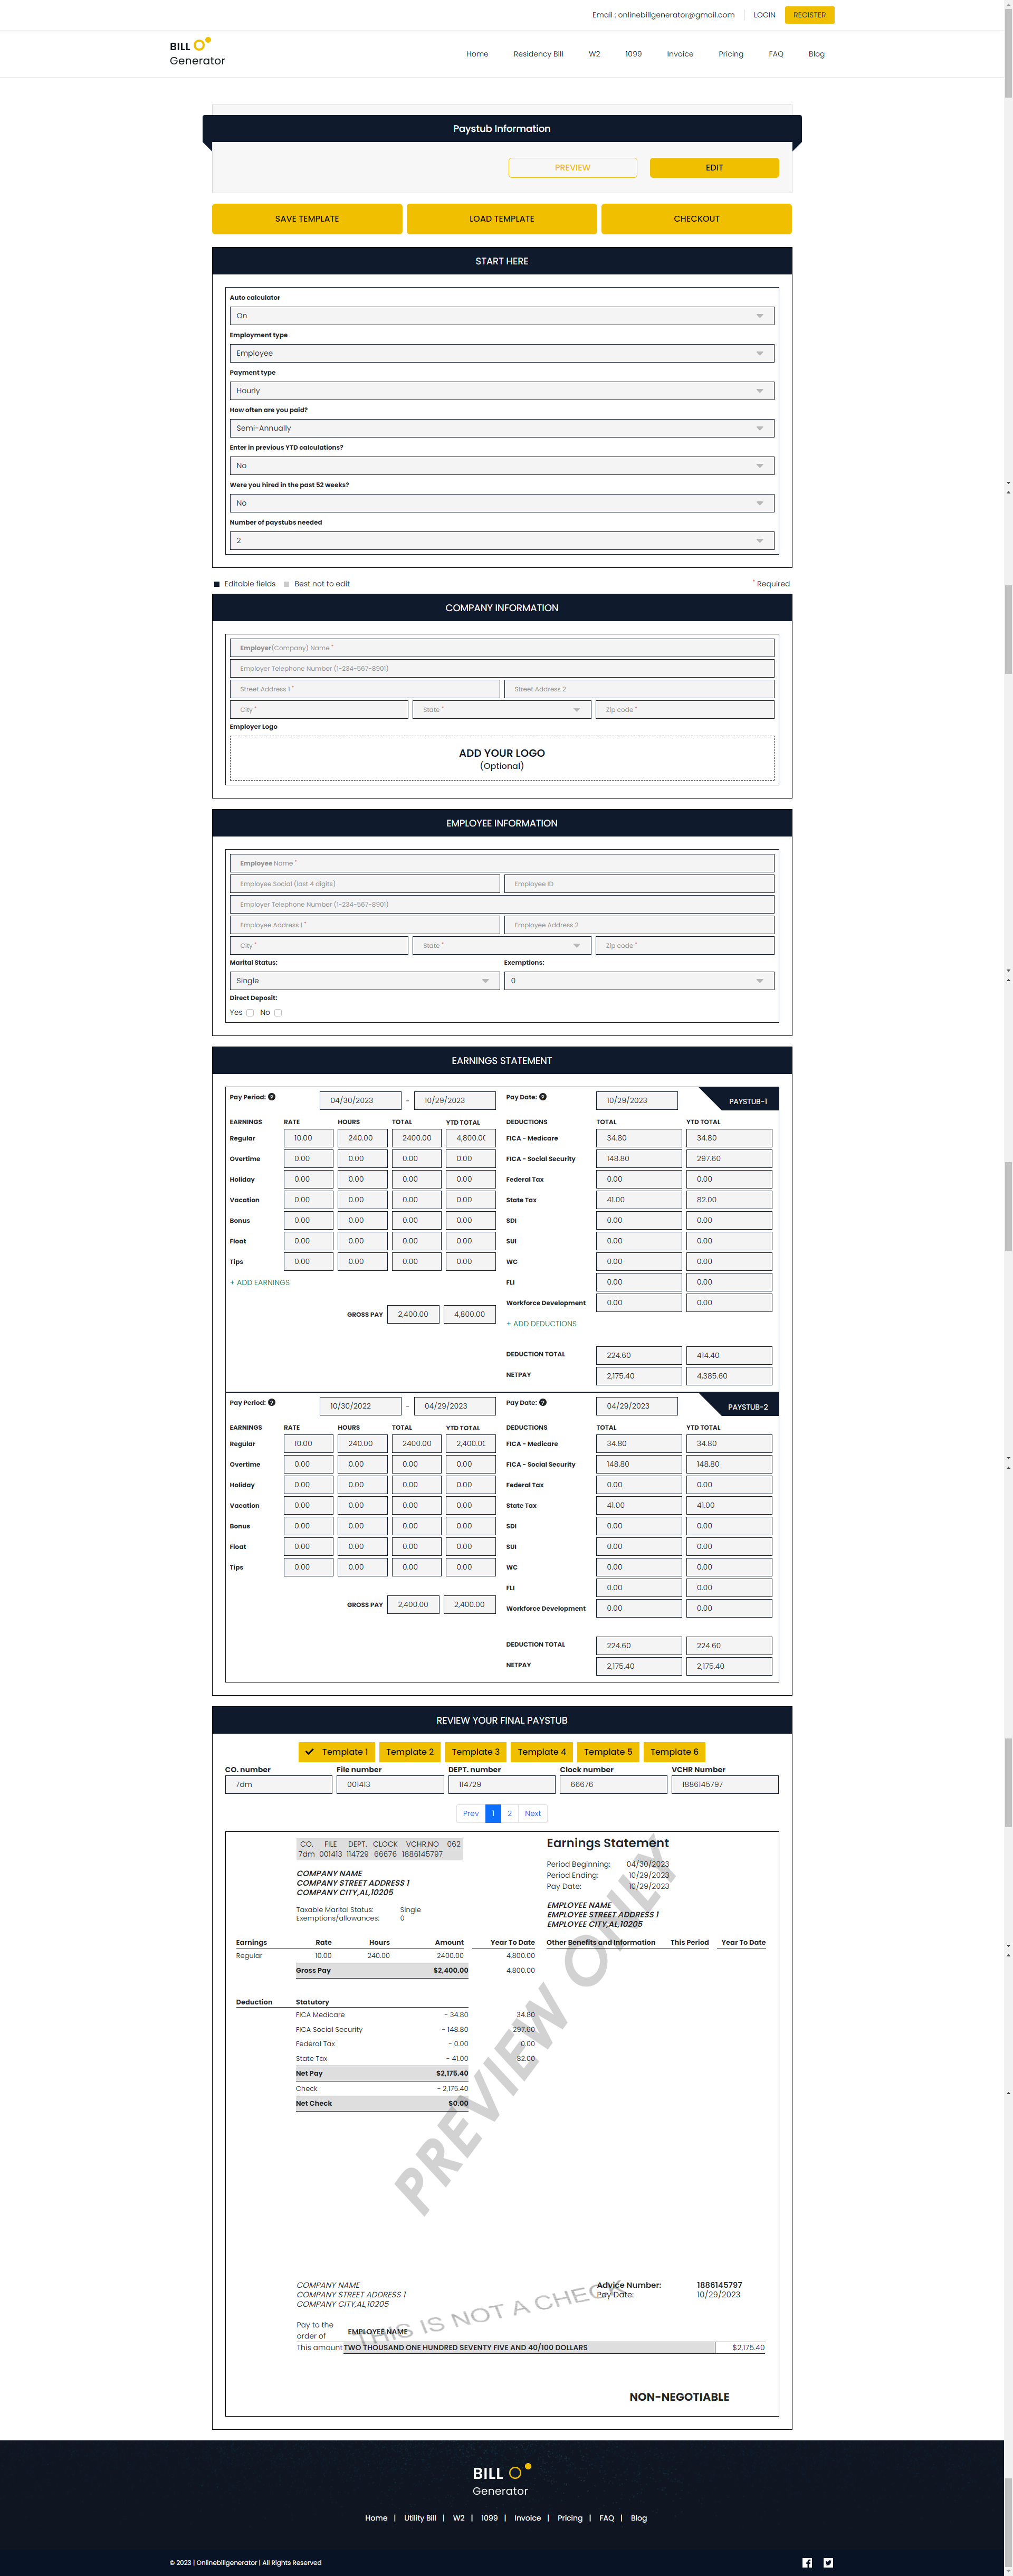 Email : onlinebillgenerator@gmail.com LOGIN REGISTER
BILL
Generator
Home Residency Bill W2 1099 Invoice Pricing FAQ Blog
Paystub Information
PREVIEW EDIT
SAVE TEMPLATE LOAD TEMPLATE CHECKOUT
START HERE
Auto calculator
On
Employment type
Employee
Payment type
Hourly
How often are you paid?
Semi-Annually
Enter in previous YTD calculations?
No
Were you hired in the past 52 weeks?
No
Number of paystubs needed
2
Editable fields Best not to edit * Required
COMPANY INFORMATION
Employer(Company) Name *
Employer Telephone Number (1-234-567-8901)
Street Address 1 * Street Address 2
City * State * Zip code *
Employer Logo
ADD YOUR LOGO
(Optional)
EMPLOYEE INFORMATION
Employee Name *
Employee Social (last 4 digits) Employee ID
Employer Telephone Number (1-234-567-8901)
Employee Address 1 * Employee Address 2
City * State * Zip code *
Marital Status: Exemptions:
Single 0
Direct Deposit:
Yes No
EARNINGS STATEMENT
Pay Period: ? 04/30/2023 - 10/29/2023 Pay Date: ? 10/29/2023 PAYSTUB-1
EARNINGS RATE HOURS TOTAL YTD TOTAL DEDUCTIONS TOTAL YTD TOTAL
Regular 10.00 240.00 2400.00 4,800.00 FICA - Medicare 34.80 34.80
Overtime 0.00 0.00 0.00 0.00 FICA - Social Security 148.80 297.60
Holiday 0.00 0.00 0.00 0.00 Federal Tax 0.00 0.00
Vacation 0.00 0.00 0.00 0.00 State Tax 41.00 82.00
Bonus 0.00 0.00 0.00 0.00 SDI 0.00 0.00
Float 0.00 0.00 0.00 0.00 SUI 0.00 0.00
Tips 0.00 0.00 0.00 0.00 WC 0.00 0.00
+ ADD EARNINGS FLI 0.00 0.00
Workforce Development 0.00 0.00
GROSS PAY 2,400.00 4,800.00
+ ADD DEDUCTIONS
DEDUCTION TOTAL 224.60 414.40
NETPAY 2,175.40 4,385.60
Pay Period: ? 10/30/2022 - 04/29/2023 Pay Date: ? 04/29/2023 PAYSTUB-2
EARNINGS RATE HOURS TOTAL YTD TOTAL DEDUCTIONS TOTAL YTD TOTAL
Regular 10.00 240.00 2400.00 2,400.00 FICA - Medicare 34.80 34.80
Overtime 0.00 0.00 0.00 0.00 FICA - Social Security 148.80 148.80
Holiday 0.00 0.00 0.00 0.00 Federal Tax 0.00 0.00
Vacation 0.00 0.00 0.00 0.00 State Tax 41.00 41.00
Bonus 0.00 0.00 0.00 0.00 SDI 0.00 0.00
Float 0.00 0.00 0.00 0.00 SUI 0.00 0.00
Tips 0.00 0.00 0.00 0.00 WC 0.00 0.00
FLI 0.00 0.00
GROSS PAY 2,400.00 2,400.00 Workforce Development 0.00 0.00
DEDUCTION TOTAL 224.60 224.60
NETPAY 2,175.40 2,175.40
REVIEW YOUR FINAL PAYSTUB
Template 1 Template 2 Template 3 Template 4 Template 5 Template 6
CO. number File number DEPT. number Clock number VCHR Number
7dm 001413 114729 66676 1886145797
Prev 1 2 Next
CO. FILE DEPT. CLOCK VCHR.NO 062
7dm 001413 114729 66676 1886145797
Earnings Statement
Period Beginning: 04/30/2023
Period Ending: 10/29/2023
Pay Date: 10/29/2023
COMPANY NAME
COMPANY STREET ADDRESS 1
COMPANY CITY,AL,10205
Taxable Marital Status: Single
Exemptions/allowances: 0
EMPLOYEE NAME
EMPLOYEE STREET ADDRESS 1
EMPLOYEE CITY,AL,10205
Earnings Rate Hours Amount Year To Date Other Benefits and Information This Period Year To Date
Regular 10.00 240.00 2400.00 4,800.00
Gross Pay $2,400.00 4,800.00
Deduction Statutory
FICA Medicare - 34.80 34.80
FICA Social Security - 148.80 297.60
Federal Tax - 0.00 0.00
State Tax - 41.00 82.00
Net Pay $2,175.40
Check - 2,175.40
Net Check $0.00
PREVIEW ONLY
COMPANY NAME
COMPANY STREET ADDRESS 1
COMPANY CITY,AL,10205
Advice Number: 1886145797
Pay Date: 10/29/2023
THIS IS NOT A CHECK
Pay to the
order of EMPLOYEE NAME
This amount TWO THOUSAND ONE HUNDRED SEVENTY FIVE AND 40/100 DOLLARS $2,175.40
NON-NEGOTIABLE
BILL
Generator
Home | Utility Bill | W2 | 1099 | Invoice | Pricing | FAQ | Blog
© 2023 | Onlinebillgenerator | All Rights Reserved